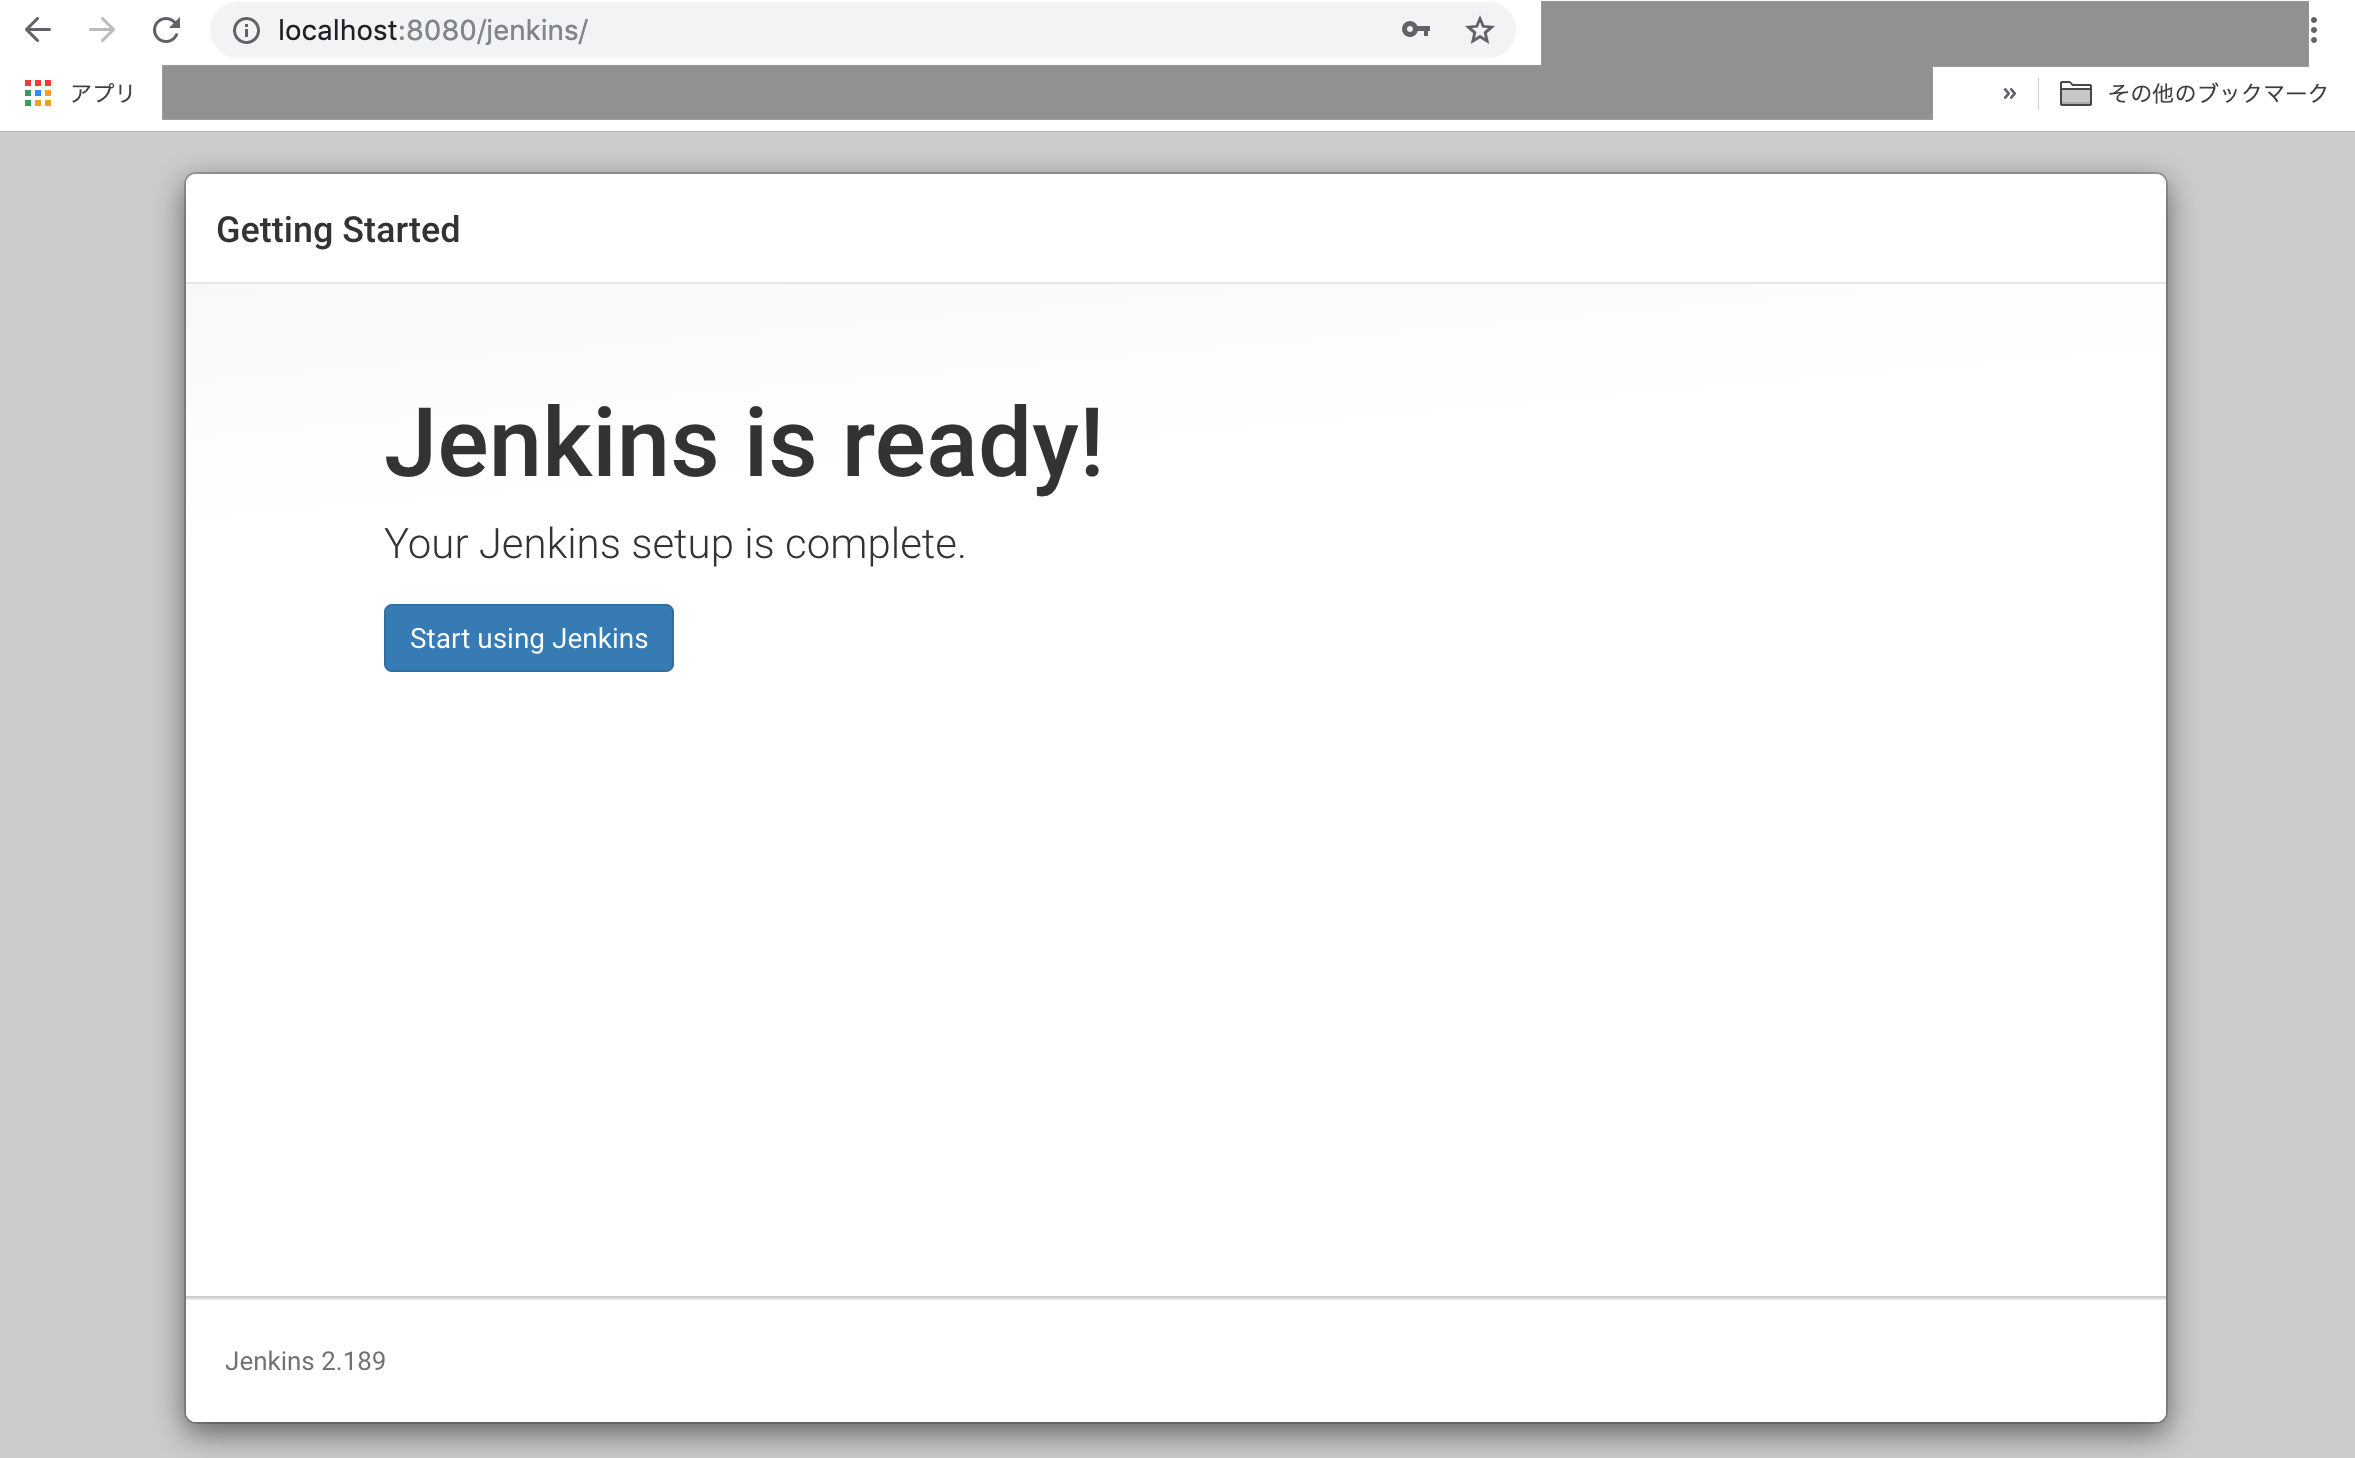 localhost:8080/jenkins/
アプリ
» その他のブックマーク
Getting Started
Jenkins is ready!
Your Jenkins setup is complete.
Start using Jenkins
Jenkins 2.189